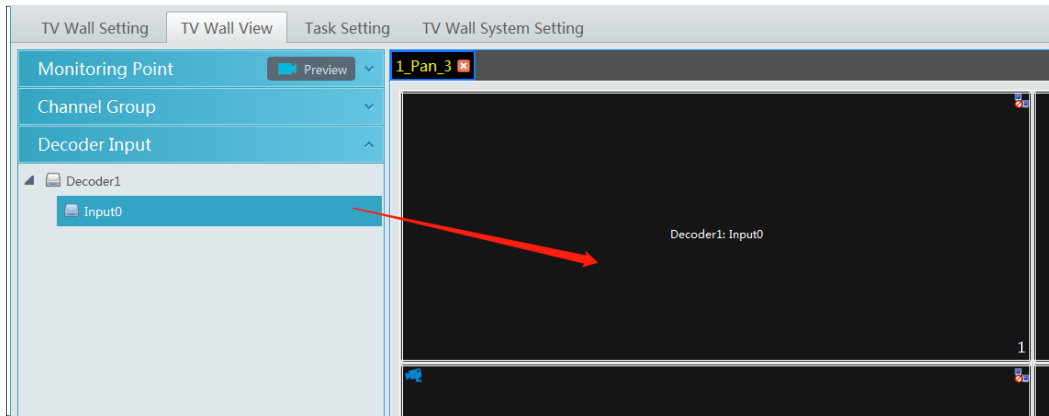 TV Wall Setting TV Wall View Task Setting TV Wall System Setting
Monitoring Point Preview
1_Pan_3
Channel Group
Decoder Input
Decoder1
Input0
Decoder1: Input0
1